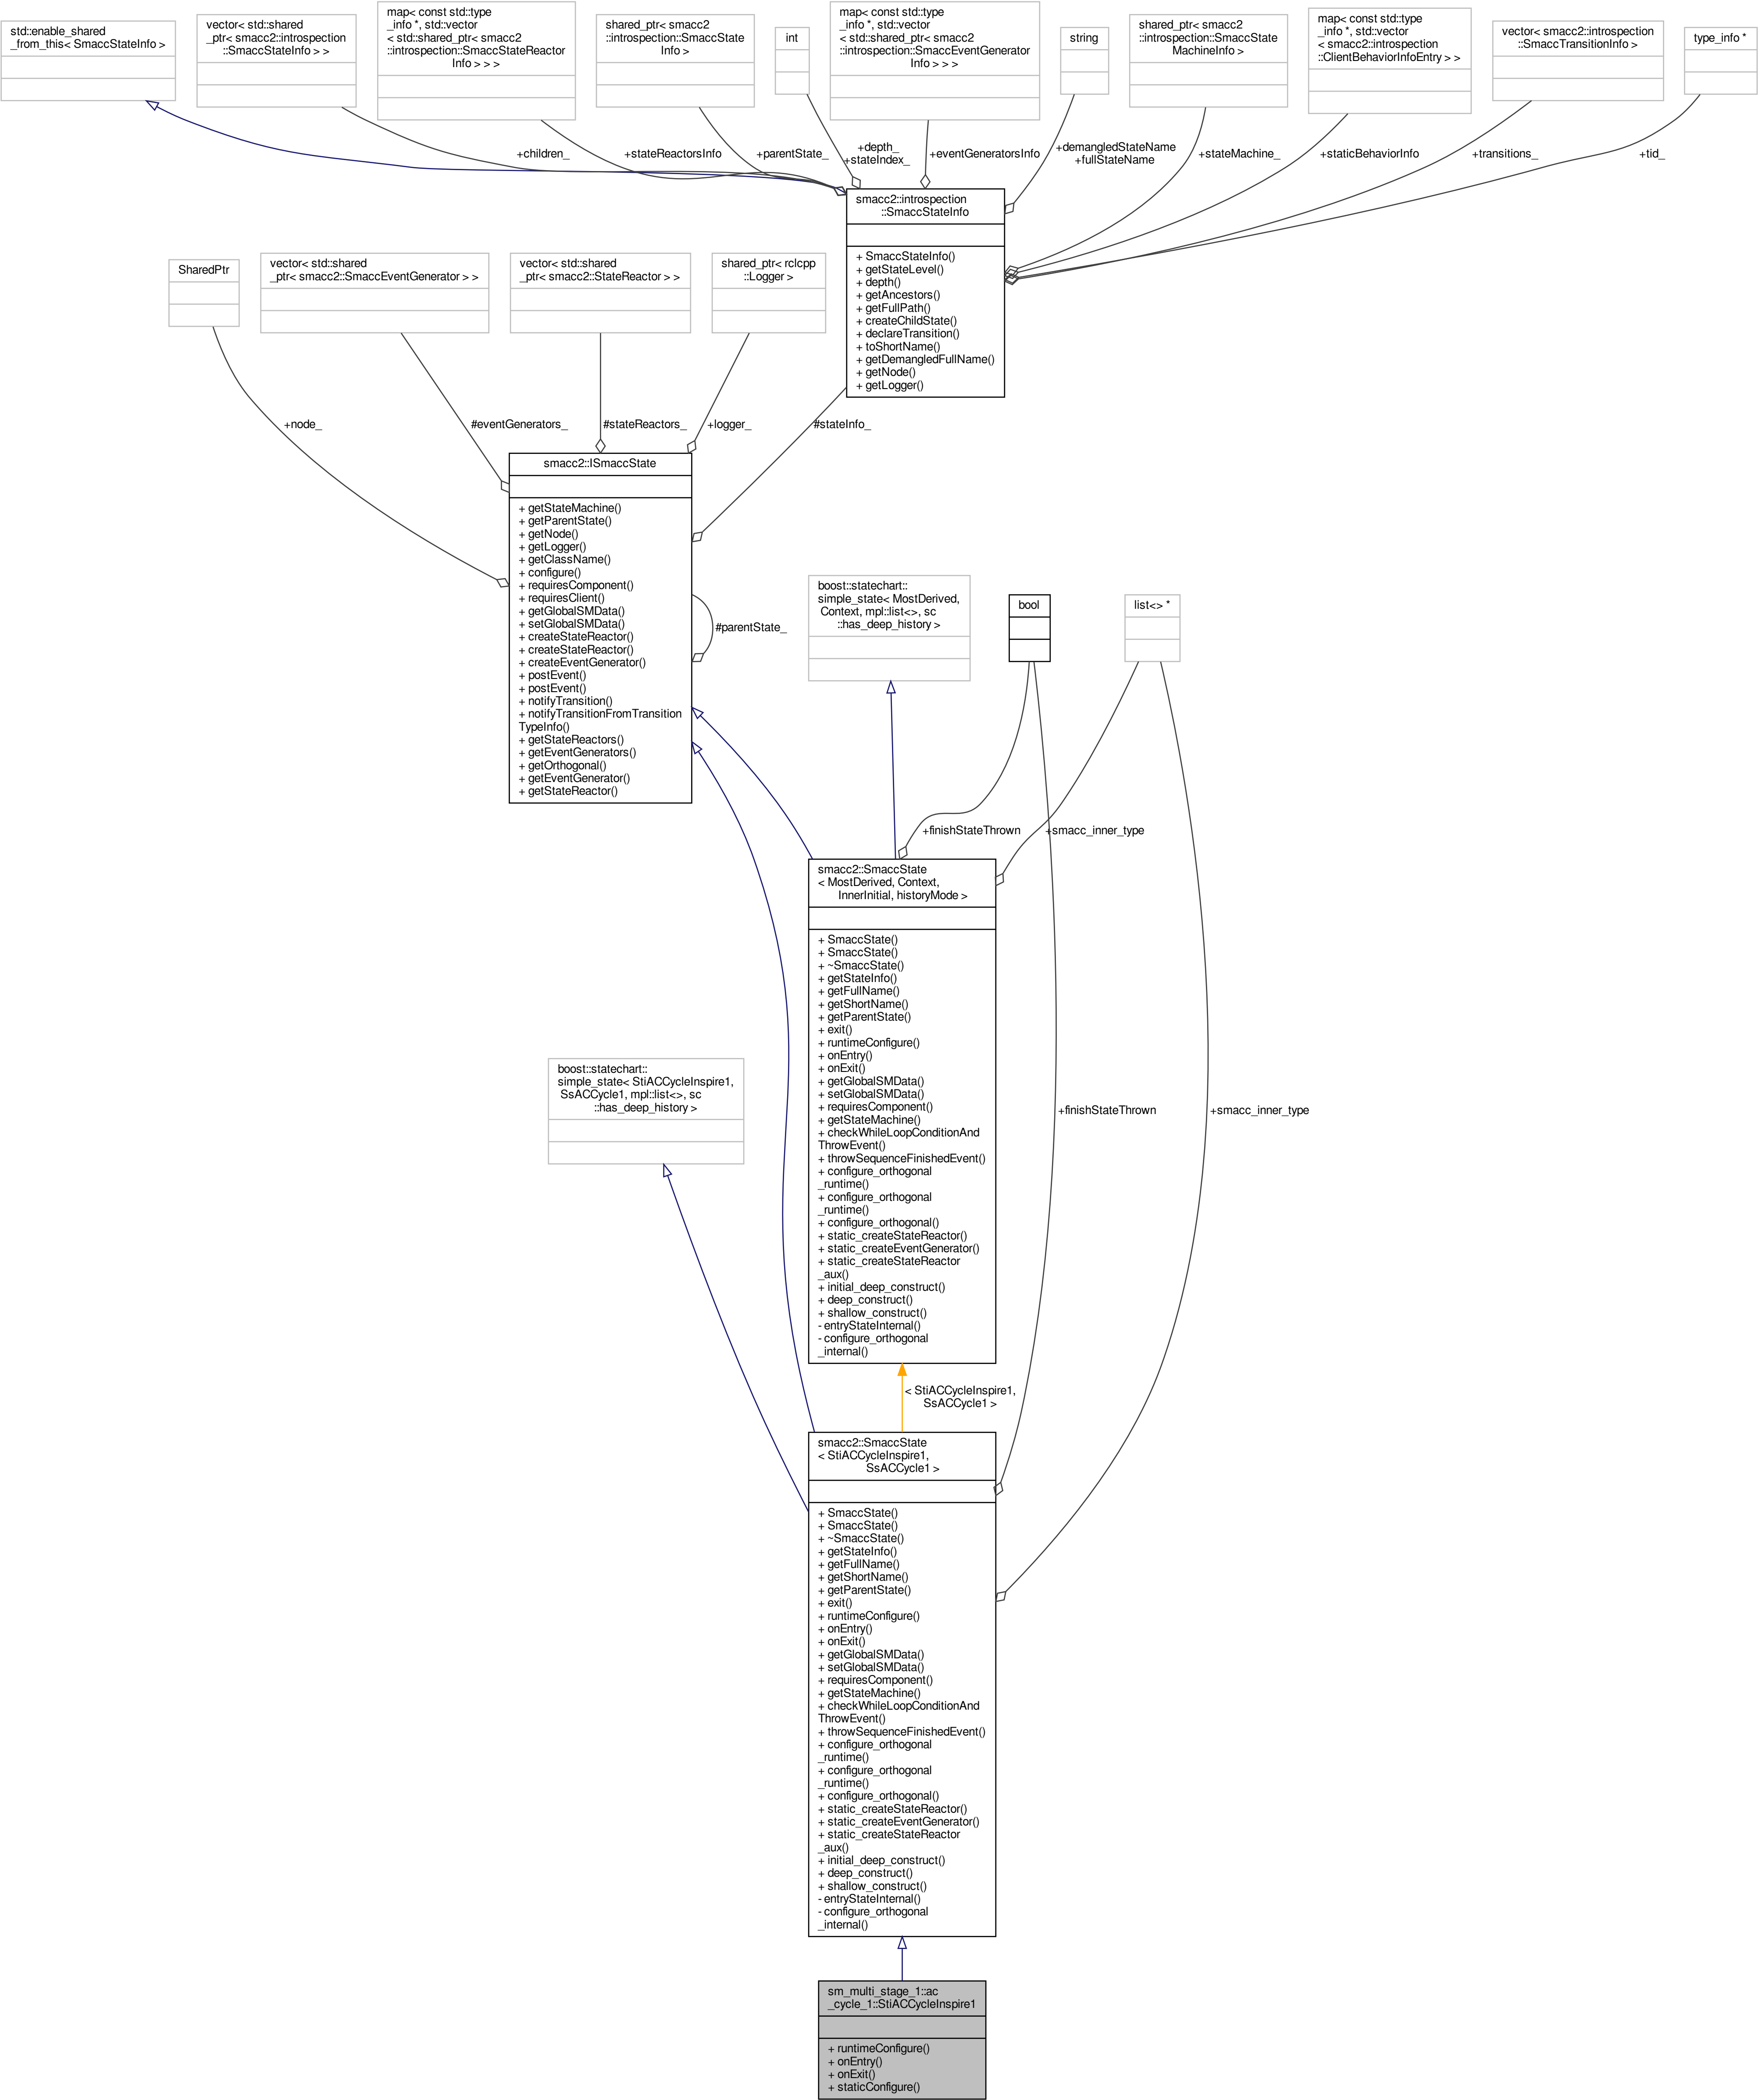 std::enable_shared
_from_this< SmaccStateInfo >
vector< std::shared
_ptr< smacc2::introspection
::SmaccStateInfo > >
map< const std::type
_info *, std::vector
< std::shared_ptr< smacc2
::introspection::SmaccStateReactor
Info > > >
shared_ptr< smacc2
::introspection::SmaccState
Info >
int
map< const std::type
_info *, std::vector
< std::shared_ptr< smacc2
::introspection::SmaccEventGenerator
Info > > >
string
shared_ptr< smacc2
::introspection::SmaccState
MachineInfo >
map< const std::type
_info *, std::vector
< smacc2::introspection
::ClientBehaviorInfoEntry > >
vector< smacc2::introspection
::SmaccTransitionInfo >
type_info *
+children_
+stateReactorsInfo
+parentState_
+depth_
+stateIndex_
+eventGeneratorsInfo
+demangledStateName
+fullStateName
+stateMachine_
+staticBehaviorInfo
+transitions_
+tid_
smacc2::introspection
::SmaccStateInfo
+ SmaccStateInfo()
+ getStateLevel()
+ depth()
+ getAncestors()
+ getFullPath()
+ createChildState()
+ declareTransition()
+ toShortName()
+ getDemangledFullName()
+ getNode()
+ getLogger()
SharedPtr
vector< std::shared
_ptr< smacc2::SmaccEventGenerator > >
vector< std::shared
_ptr< smacc2::StateReactor > >
shared_ptr< rclcpp
::Logger >
+node_
#eventGenerators_
#stateReactors_
+logger_
#stateInfo_
smacc2::ISmaccState
+ getStateMachine()
+ getParentState()
+ getNode()
+ getLogger()
+ getClassName()
+ configure()
+ requiresComponent()
+ requiresClient()
+ getGlobalSMData()
+ setGlobalSMData()
+ createStateReactor()
+ createStateReactor()
+ createEventGenerator()
+ postEvent()
+ postEvent()
+ notifyTransition()
+ notifyTransitionFromTransition
TypeInfo()
+ getStateReactors()
+ getEventGenerators()
+ getOrthogonal()
+ getEventGenerator()
+ getStateReactor()
#parentState_
boost::statechart::
simple_state< MostDerived,
Context, mpl::list<>, sc
::has_deep_history >
bool
list<> *
+finishStateThrown
+smacc_inner_type
smacc2::SmaccState
< MostDerived, Context,
InnerInitial, historyMode >
+ SmaccState()
+ SmaccState()
+ ~SmaccState()
+ getStateInfo()
+ getFullName()
+ getShortName()
+ getParentState()
+ exit()
+ runtimeConfigure()
+ onEntry()
+ onExit()
+ getGlobalSMData()
+ setGlobalSMData()
+ requiresComponent()
+ getStateMachine()
+ checkWhileLoopConditionAnd
ThrowEvent()
+ throwSequenceFinishedEvent()
+ configure_orthogonal
_runtime()
+ configure_orthogonal
_runtime()
+ configure_orthogonal()
+ static_createStateReactor()
+ static_createEventGenerator()
+ static_createStateReactor
_aux()
+ initial_deep_construct()
+ deep_construct()
+ shallow_construct()
- entryStateInternal()
- configure_orthogonal
_internal()
boost::statechart::
simple_state< StiACCycleInspire1,
SsACCycle1, mpl::list<>, sc
::has_deep_history >
+finishStateThrown
+smacc_inner_type
< StiACCycleInspire1,
SsACCycle1 >
smacc2::SmaccState
< StiACCycleInspire1,
SsACCycle1 >
+ SmaccState()
+ SmaccState()
+ ~SmaccState()
+ getStateInfo()
+ getFullName()
+ getShortName()
+ getParentState()
+ exit()
+ runtimeConfigure()
+ onEntry()
+ onExit()
+ getGlobalSMData()
+ setGlobalSMData()
+ requiresComponent()
+ getStateMachine()
+ checkWhileLoopConditionAnd
ThrowEvent()
+ throwSequenceFinishedEvent()
+ configure_orthogonal
_runtime()
+ configure_orthogonal
_runtime()
+ configure_orthogonal()
+ static_createStateReactor()
+ static_createEventGenerator()
+ static_createStateReactor
_aux()
+ initial_deep_construct()
+ deep_construct()
+ shallow_construct()
- entryStateInternal()
- configure_orthogonal
_internal()
sm_multi_stage_1::ac
_cycle_1::StiACCycleInspire1
+ runtimeConfigure()
+ onEntry()
+ onExit()
+ staticConfigure()